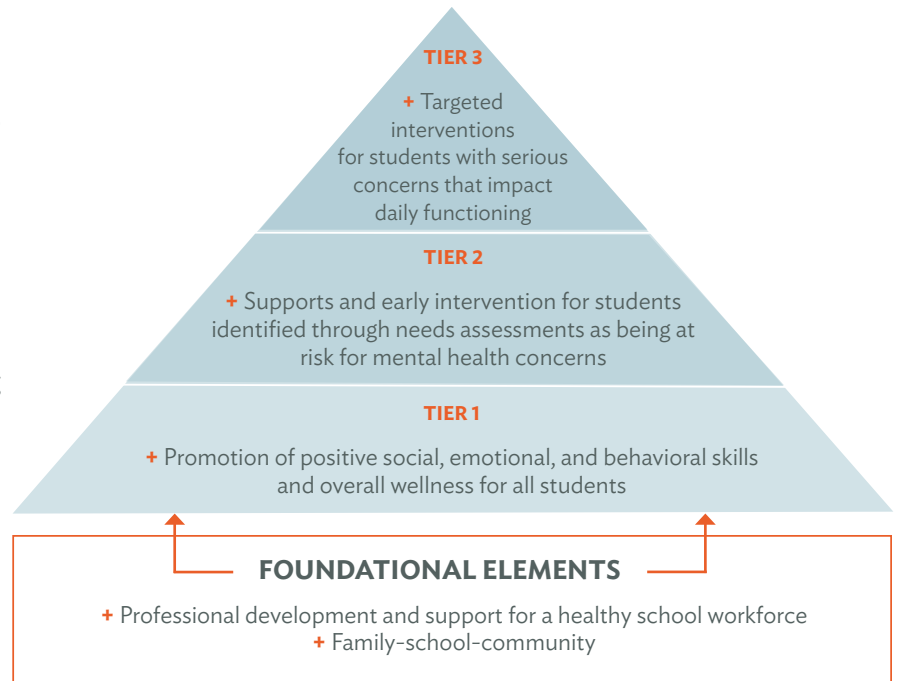 TIER 3
+ Targeted
interventions
for students with serious
concerns that impact
daily functioning
TIER 2
+ Supports and early intervention for students
identified through needs assessments as being at
risk for mental health concerns
TIER 1
+ Promotion of positive social, emotional, and behavioral skills
and overall wellness for all students
FOUNDATIONAL ELEMENTS
+ Professional development and support for a healthy school workforce
+ Family-school-community